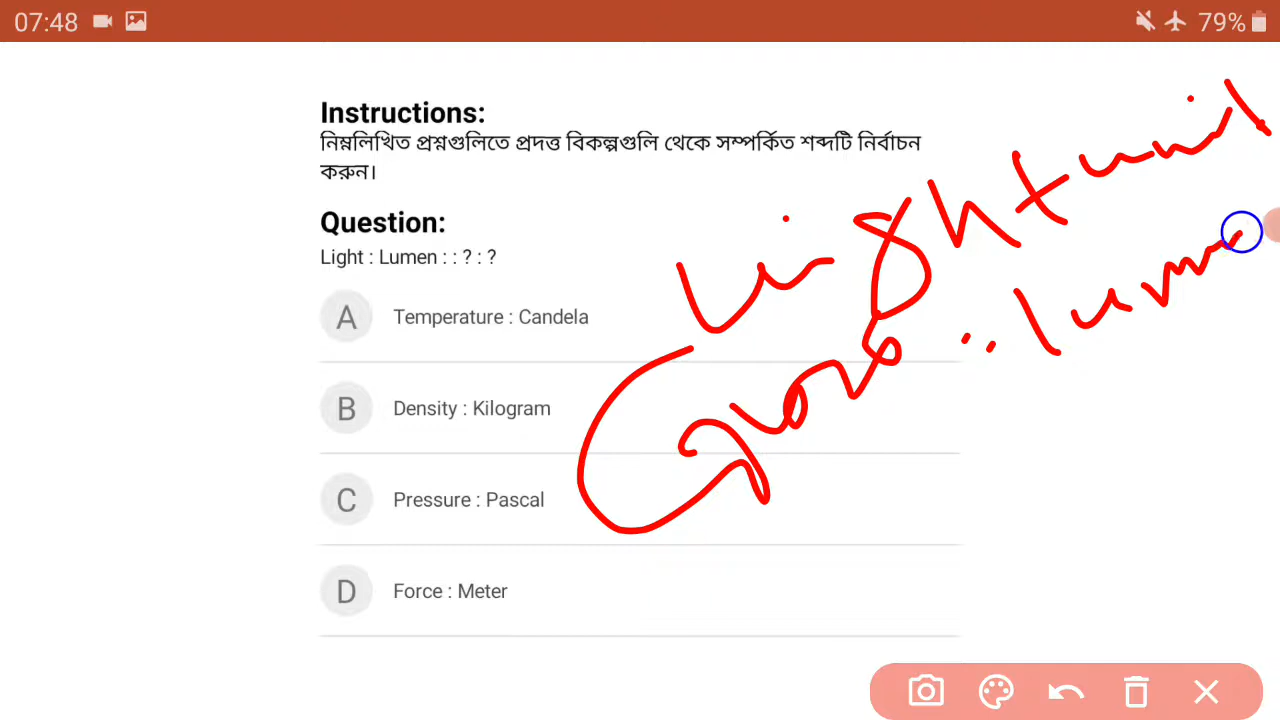 07:48
79%
Instructions:
নিম্নলিখিত প্রশ্নগুলিতে প্রদত্ত বিকল্পগুলি থেকে সম্পর্কিত শব্দটি নির্বাচন
করুন।
Question:
Light : Lumen : : ? : ?
A Temperature : Candela
B Density : Kilogram
C Pressure : Pascal
D Force : Meter
Light unit
lum